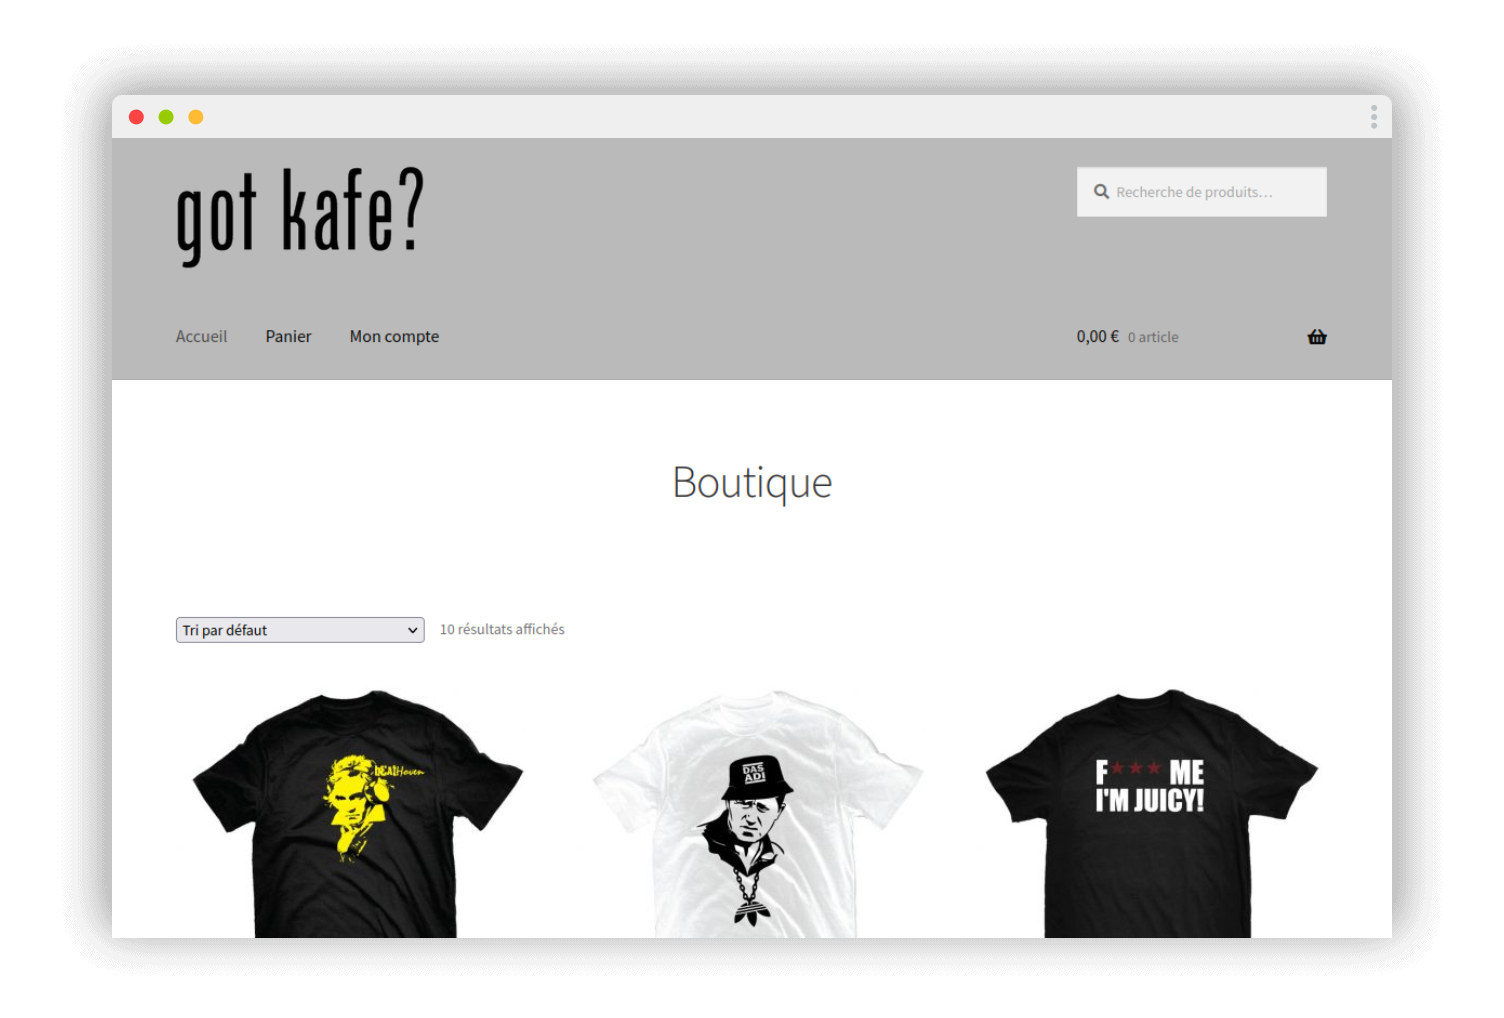 got kafe?
Recherche de produits…
Accueil Panier Mon compte
0,00 € 0 article
Boutique
Tri par défaut
10 résultats affichés
bEAtHoven
DAS
ADI
F★★★ ME
I'M JUICY!